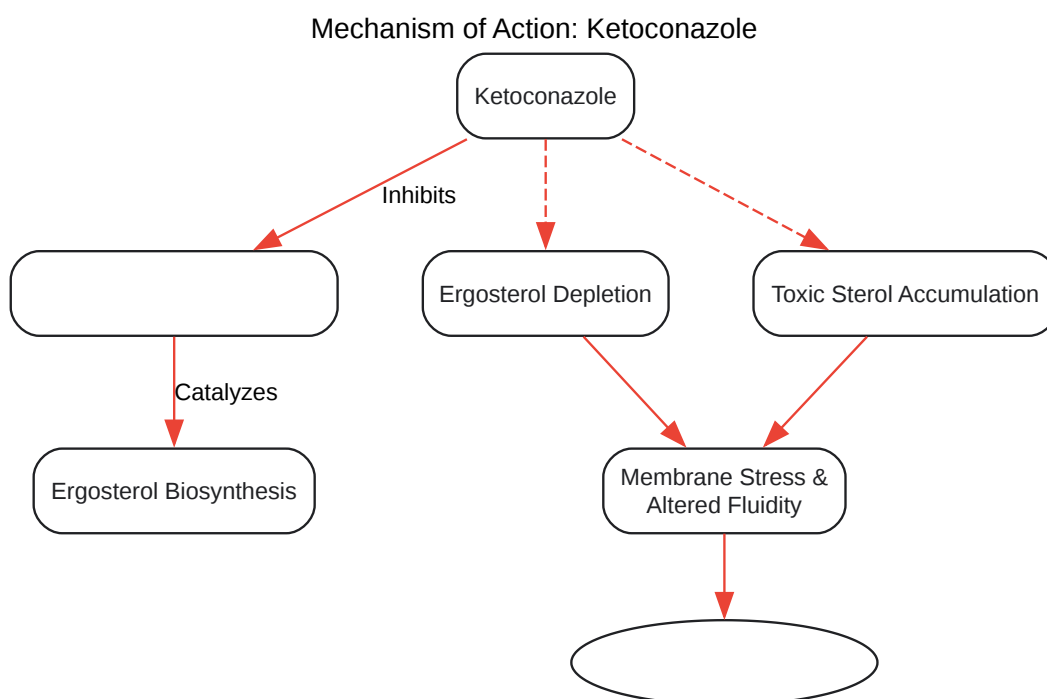 Mechanism of Action: Ketoconazole
Ketoconazole
Inhibits
Ergosterol Depletion
Toxic Sterol Accumulation
Catalyzes
Ergosterol Biosynthesis
Membrane Stress &
Altered Fluidity